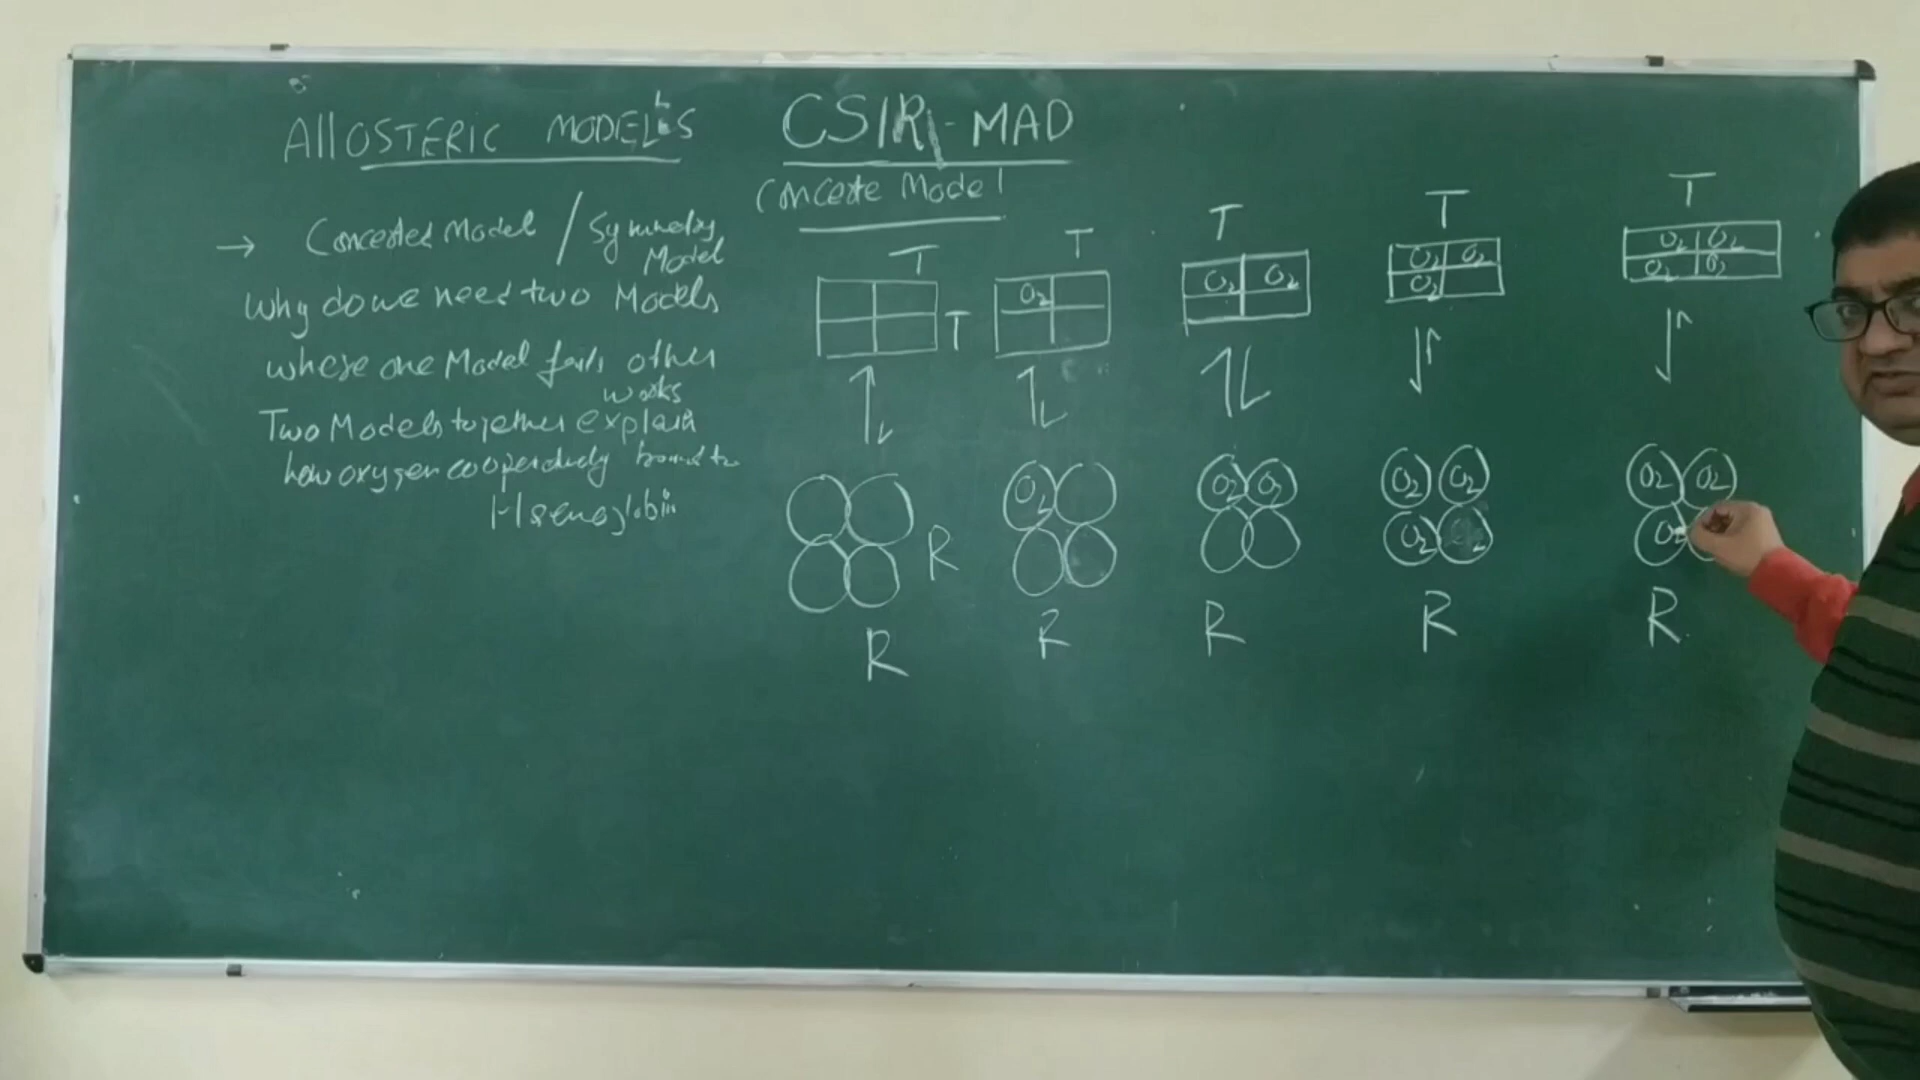 AllOSTERIC MODELS
CSIR-MAD
Concerte Model
→ Concerted Model / Symmetry Model
Why do we need two Models
where one Model fails other
works
Two Models together explain
how oxygen cooperatively bound to
Haemoglobin
T T T T T
T
O2
O2 O2
O2 O2
O2
O2 O2
O2 O2
O2
O2 O2
O2 O2
O2
O2 O2
O2
R
R R R R R